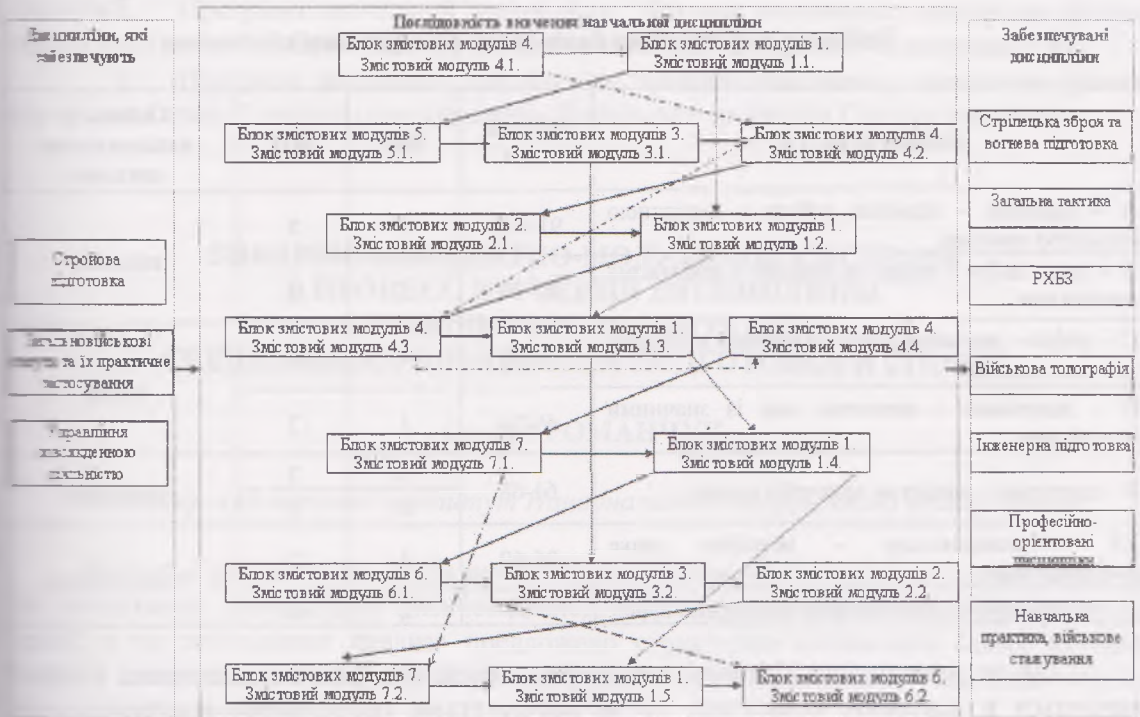 Дисципліни, які
забезпечують
Стройова
підготовка
Загальновійськові
статути та їх практичне
застосування
Управління
повсякденною
діяльністю
Послідовність вивчення навчальної дисципліни
Блок змістових модулів 4.
Змістовий модуль 4.1.
Блок змістових модулів 1.
Змістовий модуль 1.1.
Блок змістових модулів 5.
Змістовий модуль 5.1.
Блок змістових модулів 3.
Змістовий модуль 3.1.
Блок змістових модулів 4.
Змістовий модуль 4.2.
Блок змістових модулів 2.
Змістовий модуль 2.1.
Блок змістових модулів 1.
Змістовий модуль 1.2.
Блок змістових модулів 4.
Змістовий модуль 4.3.
Блок змістових модулів 1.
Змістовий модуль 1.3.
Блок змістових модулів 4.
Змістовий модуль 4.4.
Блок змістових модулів 7.
Змістовий модуль 7.1.
Блок змістових модулів 1.
Змістовий модуль 1.4.
Блок змістових модулів 6.
Змістовий модуль 6.1.
Блок змістових модулів 3.
Змістовий модуль 3.2.
Блок змістових модулів 2.
Змістовий модуль 2.2.
Блок змістових модулів 7.
Змістовий модуль 7.2.
Блок змістових модулів 1.
Змістовий модуль 1.5.
Блок змістових модулів 6.
Змістовий модуль 6.2.
Забезпечувані
дисципліни
Стрілецька зброя та
вогнева підготовка
Загальна тактика
РХБЗ
Військова топографія
Інженерна підготовка
Професійно-
орієнтовані
дисципліни
Навчальна
практика, військове
стажування